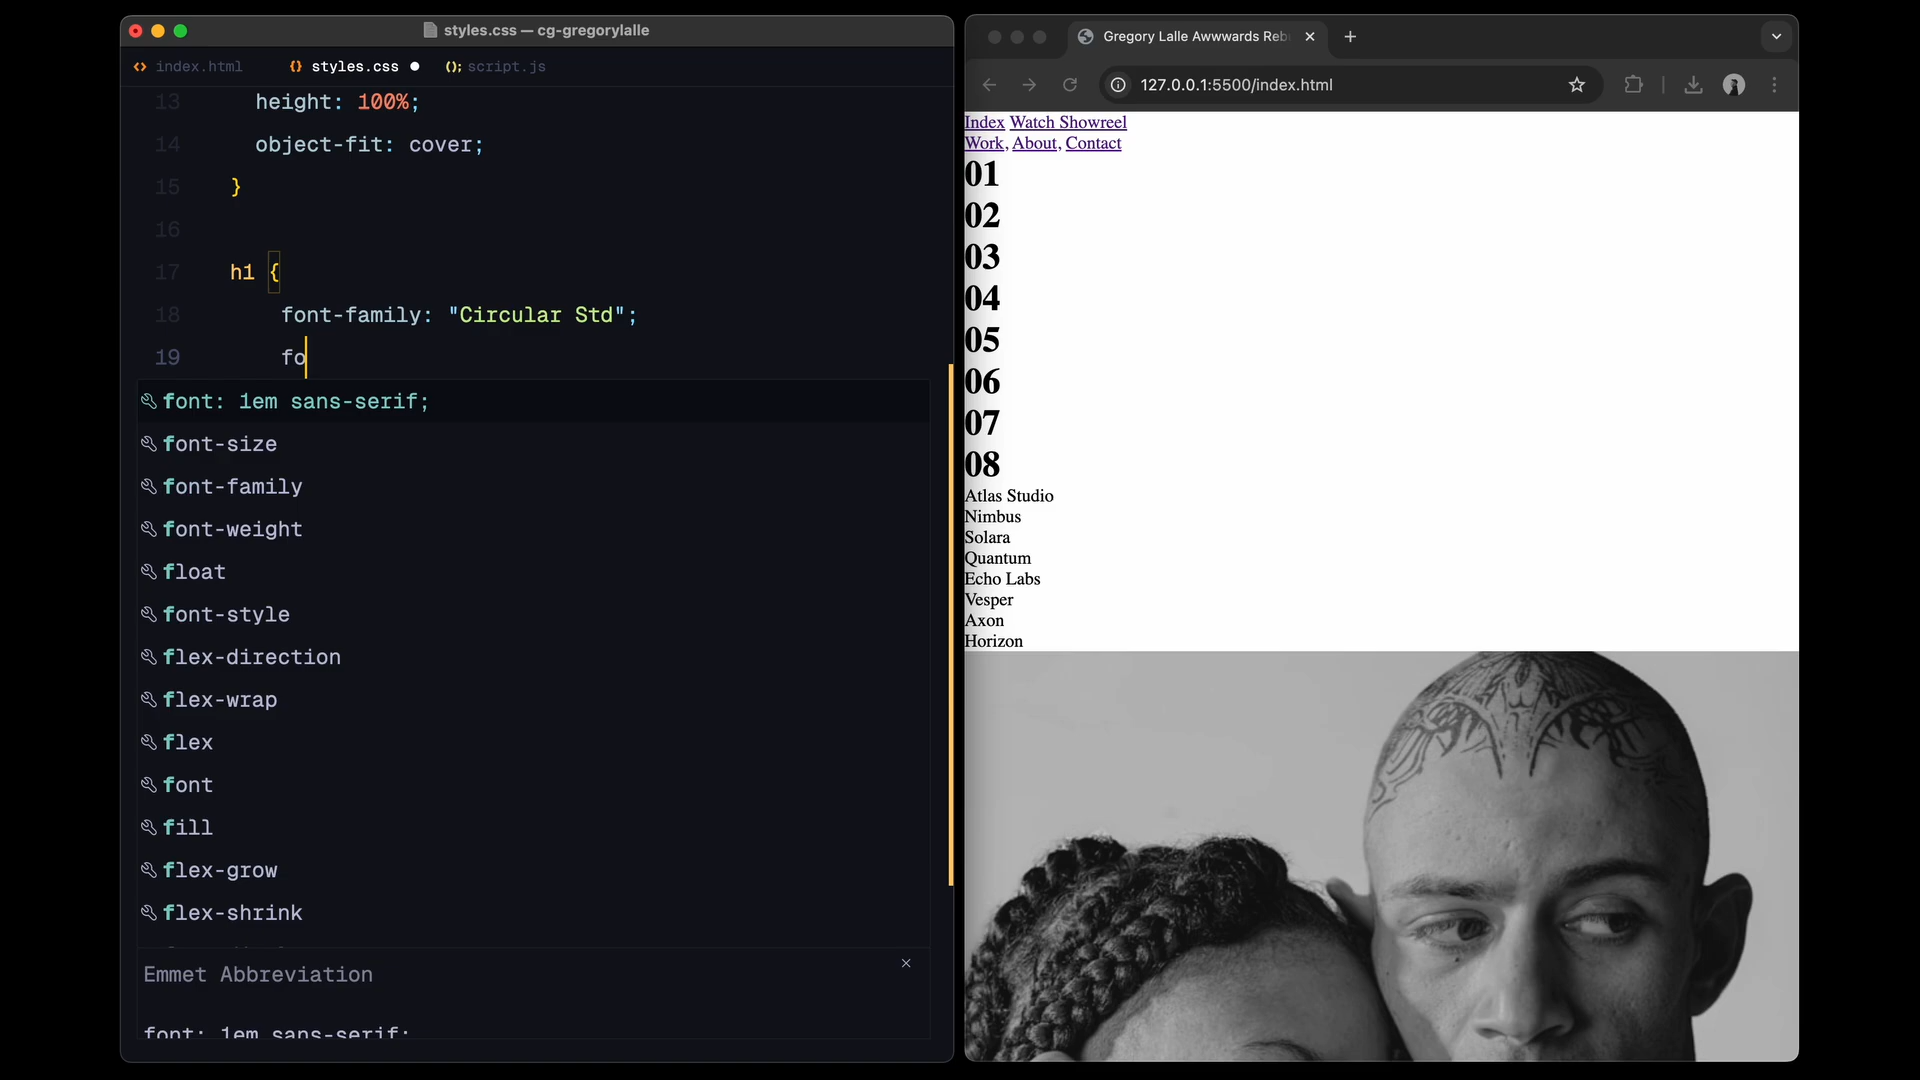 styles.css — cg-gregorylalle
index.html
styles.css
script.js
13 height: 100%;
14 object-fit: cover;
15 }
16
17 h1 {
18 font-family: "Circular Std";
19 fo
font: 1em sans-serif;
font-size
font-family
font-weight
float
font-style
flex-direction
flex-wrap
flex
font
fill
flex-grow
flex-shrink
Emmet Abbreviation
font: 1em sans-serif;
Gregory Lalle Awwwards Reb
127.0.0.1:5500/index.html
Index Watch Showreel
Work, About, Contact
01
02
03
04
05
06
07
08
Atlas Studio
Nimbus
Solara
Quantum
Echo Labs
Vesper
Axon
Horizon